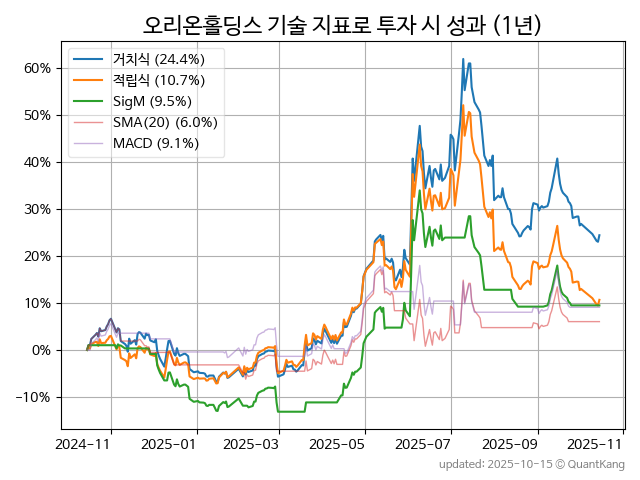 오리온홀딩스 기술 지표로 투자 시 성과 (1년)
거치식 (24.4%)
적립식 (10.7%)
SigM (9.5%)
SMA(20) (6.0%)
MACD (9.1%)
60%
50%
40%
30%
20%
10%
0%
−10%
2024-11 2025-01 2025-03 2025-05 2025-07 2025-09 2025-11
updated: 2025-10-15 © QuantKang